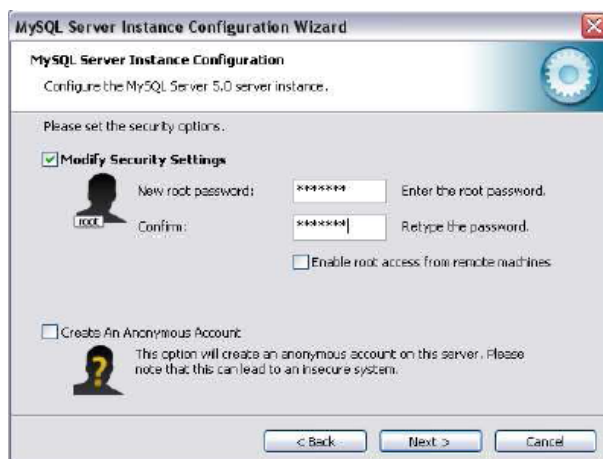 MySQL Server Instance Configuration Wizard
MySQL Server Instance Configuration
Configure the MySQL Server 5.0 server instance.
Please set the security options.
Modify Security Settings
New root password: ******* Enter the root password.
root
Confirm: ******* Retype the password.
Enable root access from remote machines
Create An Anonymous Account
This option will create an anonymous account on this server. Please
note that this can lead to an insecure system.
< Back Next > Cancel